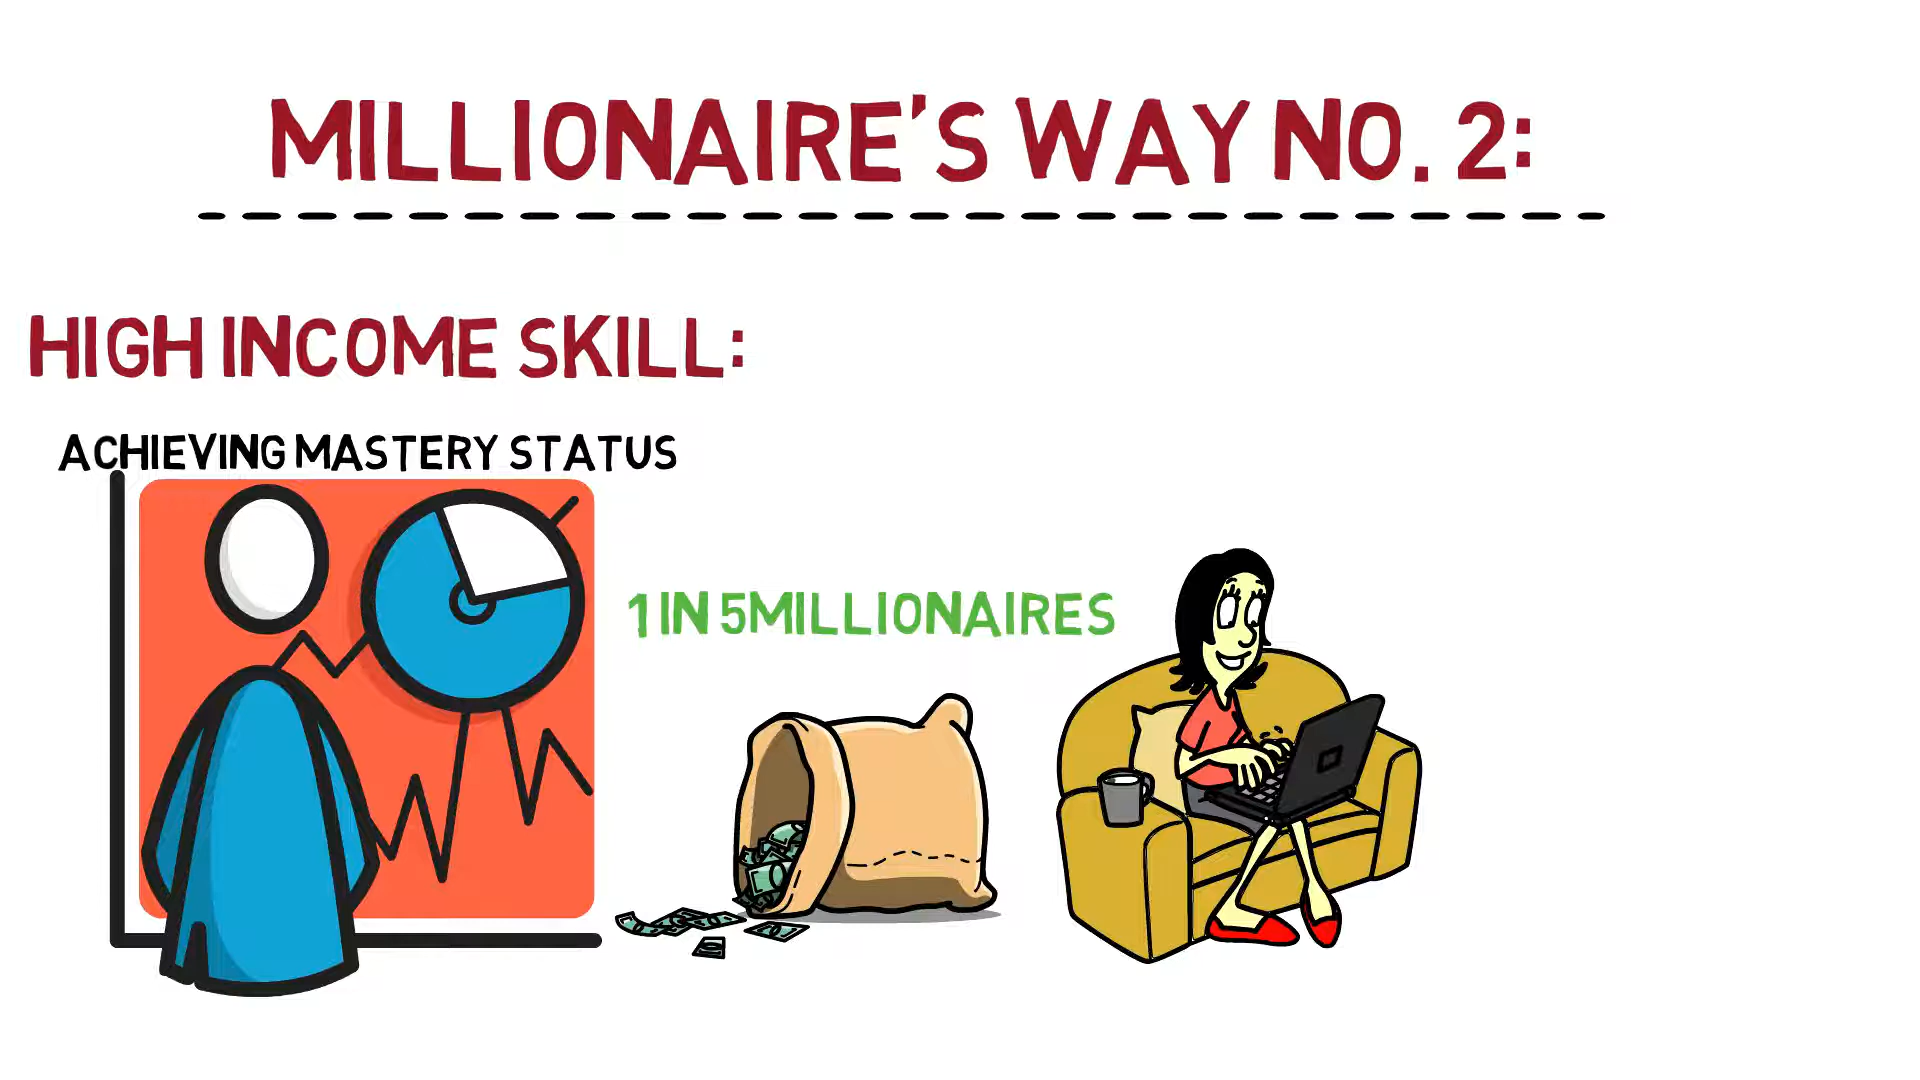 MILLIONAIRE'S WAY NO. 2:
HIGH INCOME SKILL:
ACHIEVING MASTERY STATUS
1 IN 5 MILLIONAIRES